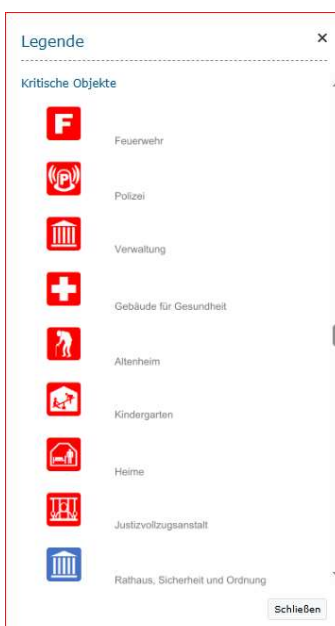 Legende
×
Kritische Objekte
F
Feuerwehr
P
Polizei
Verwaltung
Gebäude für Gesundheit
Altenheim
Kindergarten
Heime
Justizvollzugsanstalt
Rathaus, Sicherheit und Ordnung
Schließen